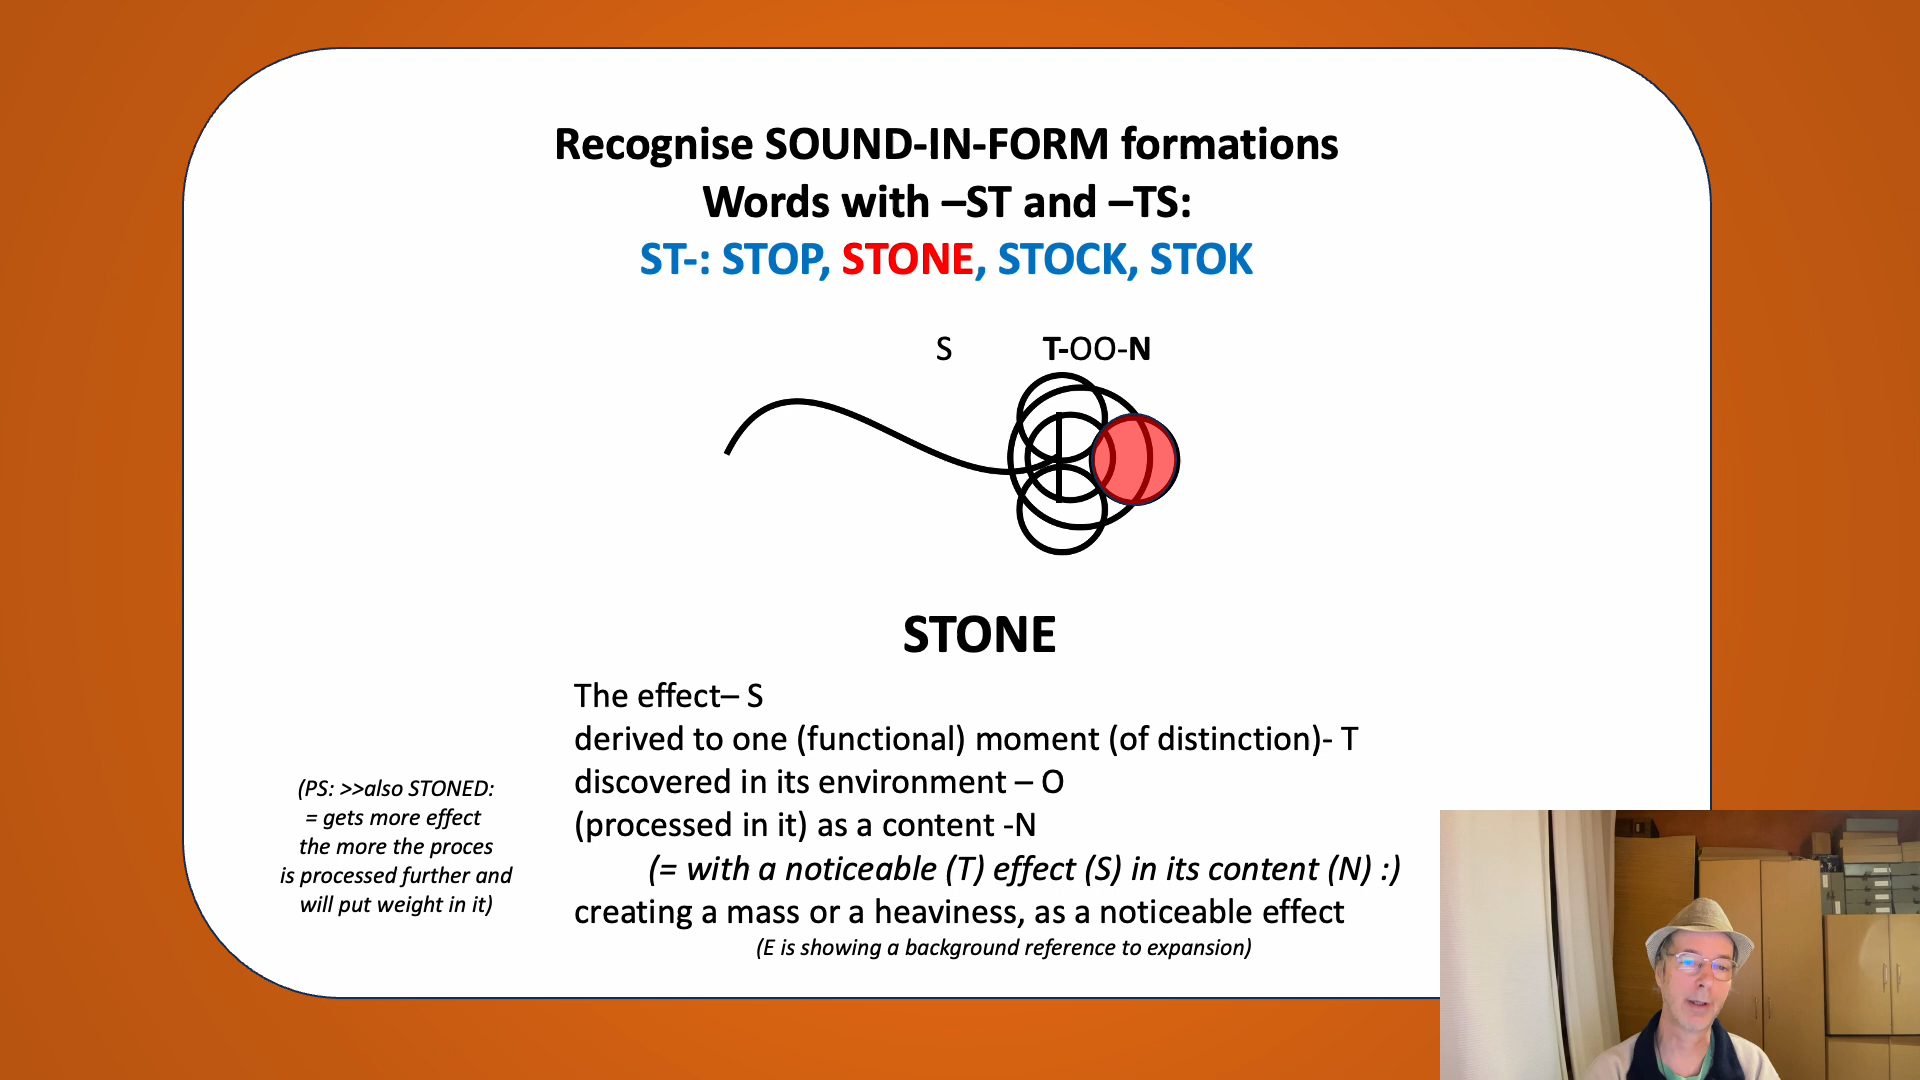 Recognise SOUND-IN-FORM formations
Words with –ST and –TS:
ST-: STOP, STONE, STOCK, STOK
S T-OO-N
STONE
The effect– S
derived to one (functional) moment (of distinction)- T
discovered in its environment – O
(processed in it) as a content -N
(= with a noticeable (T) effect (S) in its content (N) :)
creating a mass or a heaviness, as a noticeable effect
(E is showing a background reference to expansion)
(PS: >>also STONED:
= gets more effect
the more the proces
is processed further and
will put weight in it)